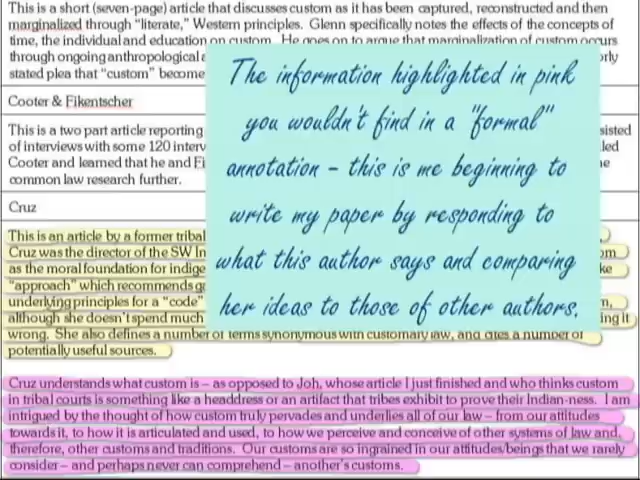 This is a short (seven-page) article that discusses custom as it has been captured, reconstructed and then
marginalized through "literate," Western principles. Glenn specifically notes the effects of the concepts of
time, the individual and education on custom. He goes on to argue that marginalization of custom occurs
through ongoing anthropological
stated plea that "custom" become
Cooter & Fikentscher
This is a two part article reporting
of interviews with some 120
Cooter and learned that he and
common law research further.
Cruz
This is an article by a former tribal
Cruz was the director of the SW
as the moral foundation for
"approach" which recommends
underlying principles for a "code"
although she doesn't spend much
wrong. She also defines a number of terms synonymous with customary law, and cites a number of
potentially useful sources.
The information highlighted in pink
you wouldn't find in a "formal"
annotation – this is me beginning to
write my paper by responding to
what this author says and comparing
her ideas to those of other authors.
Cruz understands what custom is – as opposed to Joh, whose article I just finished and who thinks custom
in tribal courts is something like a headdress or an artifact that tribes exhibit to prove their Indian-ness. I am
intrigued by the thought of how custom truly pervades and underlies all of our law – from our attitudes
towards it, to how it is articulated and used, to how we perceive and conceive of other systems of law and,
therefore, other customs and traditions. Our customs are so ingrained in our attitudes/beings that we rarely
consider – and perhaps never can comprehend – another's customs.